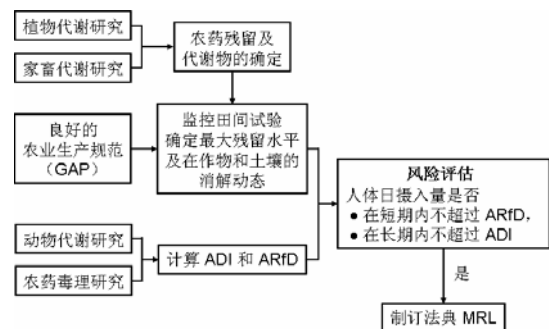 植物代谢研究
家畜代谢研究
农药残留及
代谢物的确定
良好的
农业生产规范
（GAP）
监控田间试验
确定最大残留水平
及在作物和土壤的
消解动态
动物代谢研究
农药毒理研究
计算 ADI 和 ARfD
风险评估
人体日摄入量是否
● 在短期内不超过 ARfD，
● 在长期内不超过 ADI
是
制订法典 MRL